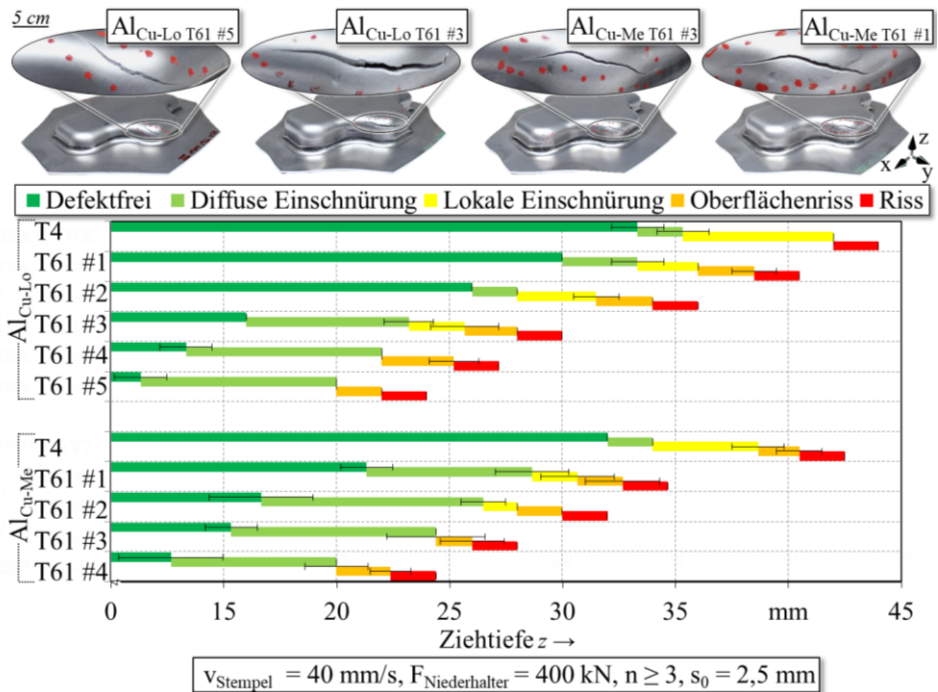 5 cm
AlCu-Lo T61 #5
AlCu-Lo T61 #3
AlCu-Me T61 #3
AlCu-Me T61 #1
z
x
y
Defektfrei Diffuse Einschnürung Lokale Einschnürung Oberflächenriss Riss
AlCu-Lo
T4
T61 #1
T61 #2
T61 #3
T61 #4
T61 #5
AlCu-Me
T4
T61 #1
T61 #2
T61 #3
T61 #4
0 15 20 25 30 35 mm 45
Ziehtiefe z →
vStempel = 40 mm/s, FNiederhalter = 400 kN, n ≥ 3, s0 = 2,5 mm